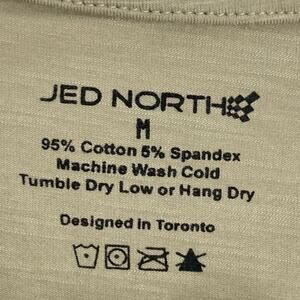 JED NORTH
M
95% Cotton 5% Spandex
Machine Wash Cold
Tumble Dry Low or Hang Dry
Designed in Toronto